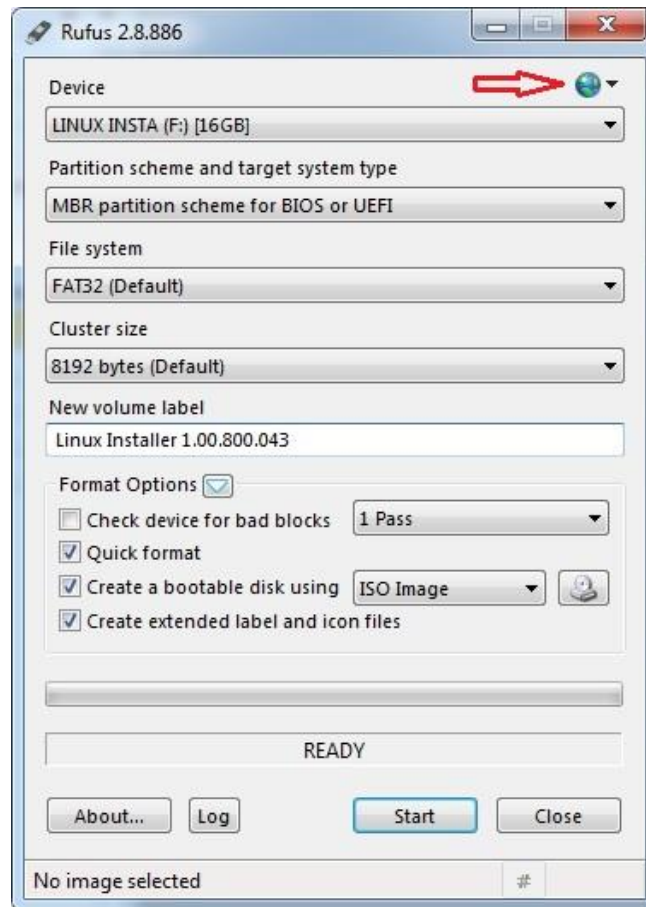 Rufus 2.8.886
Device
LINUX INSTA (F:) [16GB]
Partition scheme and target system type
MBR partition scheme for BIOS or UEFI
File system
FAT32 (Default)
Cluster size
8192 bytes (Default)
New volume label
Linux Installer 1.00.800.043
Format Options
Check device for bad blocks 1 Pass
Quick format
Create a bootable disk using ISO Image
Create extended label and icon files
READY
About... Log Start Close
No image selected #